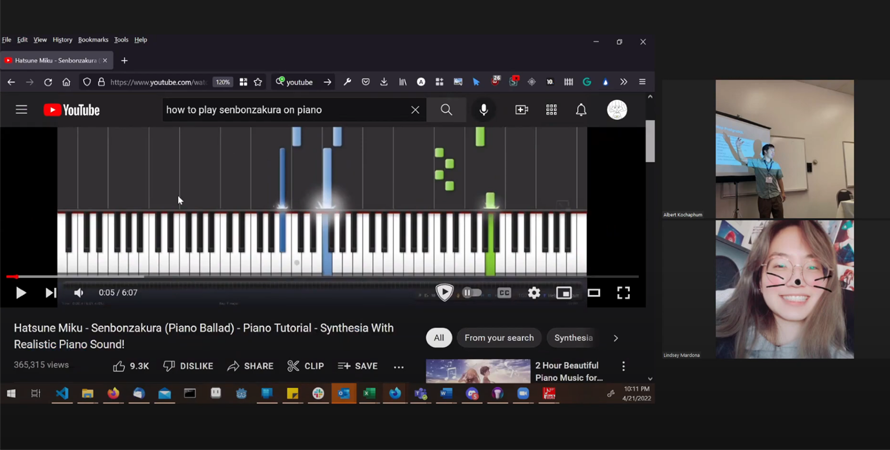 File Edit View History Bookmarks Tools Help
Hatsune Miku - Senbonzakura (
https://www.youtube.com/wat
120%
youtube
26
YouTube
how to play senbonzakura on piano
0:05 / 6:07
Hatsune Miku - Senbonzakura (Piano Ballad) - Piano Tutorial - Synthesia With
Realistic Piano Sound!
365,315 views
9.3K
DISLIKE
SHARE
CLIP
SAVE
All
From your search
Synthesia
2 Hour Beautiful
Piano Music for...
10:11 PM
4/21/2022
Albert Kochaphum
Lindsey Mardona